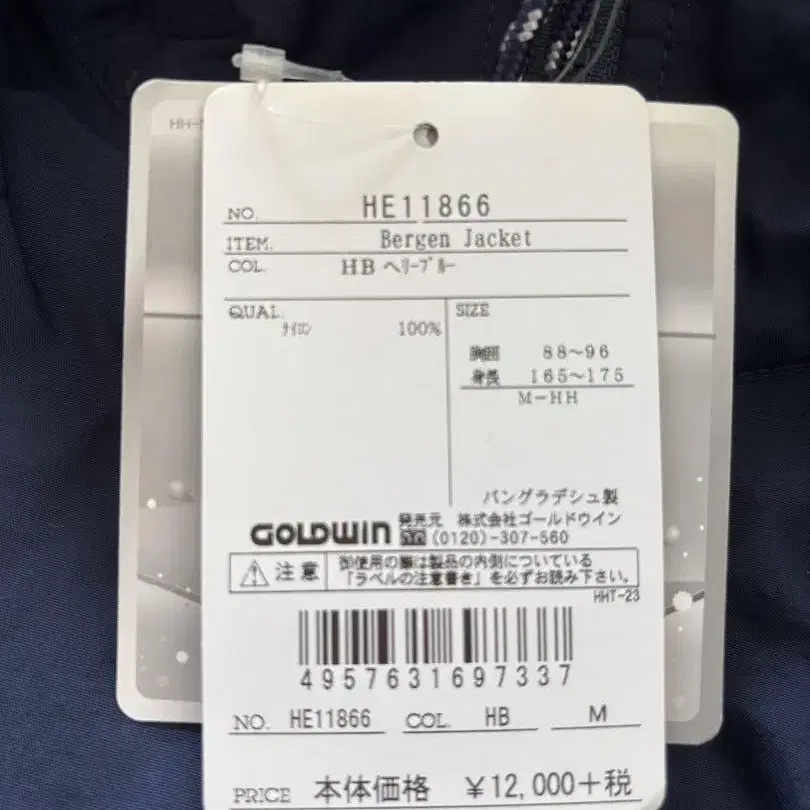 HH-
NO. HE11866
ITEM. Bergen Jacket
COL. HB ヘリーブルー
QUAL.
ナイロン 100%
SIZE
胸囲 88～96
身長 165～175
M-HH
バングラデシュ製
GOLDWIN 発売元 株式会社ゴールドウイン
(0120)-307-560
注意 御使用の際は製品の内側についている
「ラベルの注意書き」を必ずお読み下さい。
HHT-23
4957631697337
NO. HE11866 COL. HB M
PRICE 本体価格 ￥12,000+税